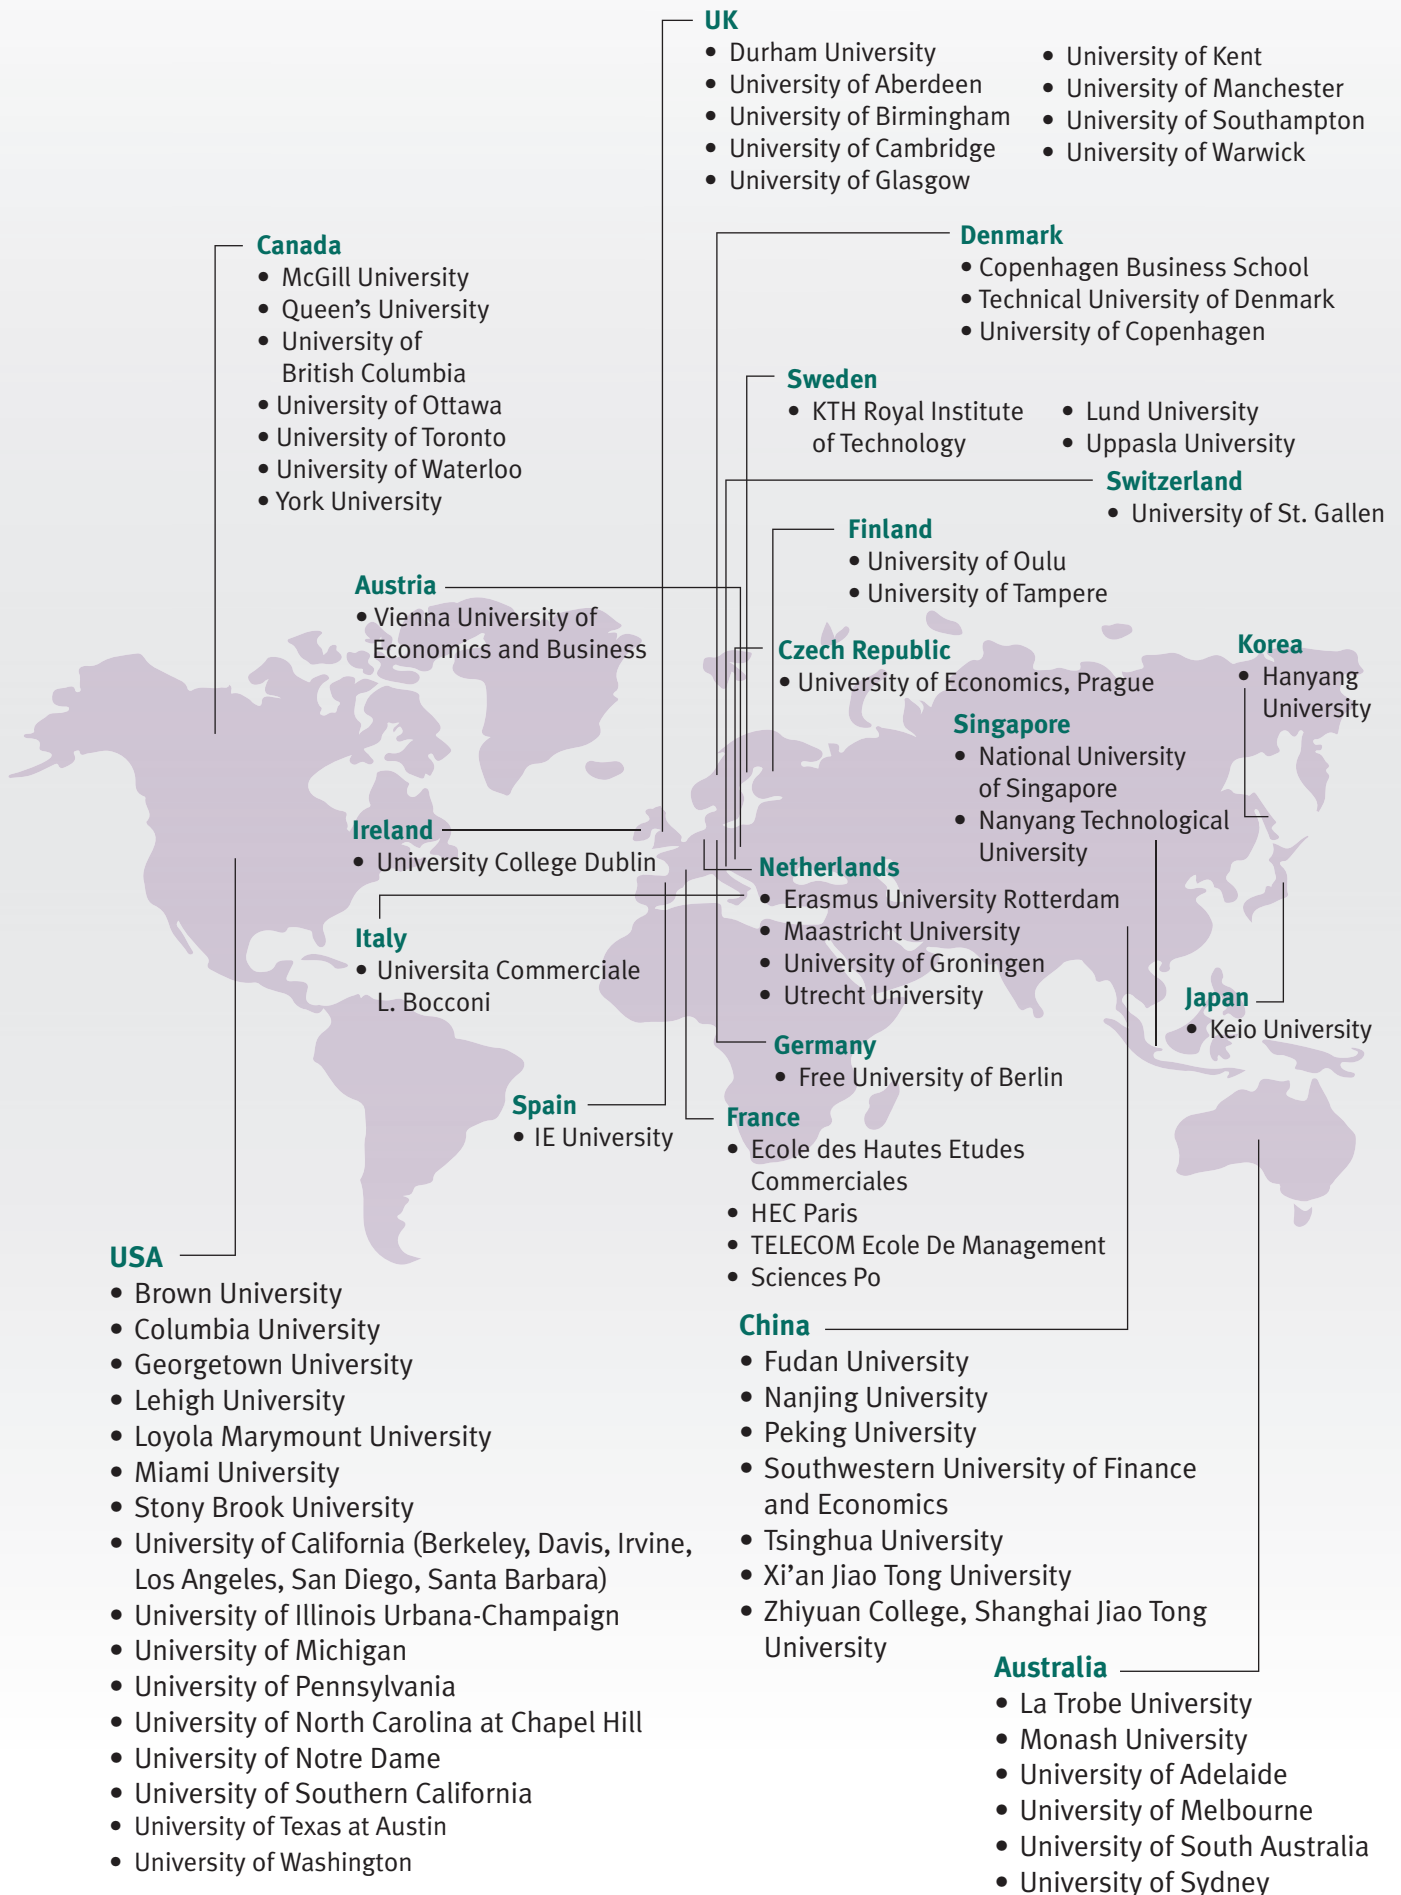 UK
• Durham University
• University of Aberdeen
• University of Birmingham
• University of Cambridge
• University of Glasgow
• University of Kent
• University of Manchester
• University of Southampton
• University of Warwick
Canada
• McGill University
• Queen’s University
• University of
British Columbia
• University of Ottawa
• University of Toronto
• University of Waterloo
• York University
Denmark
• Copenhagen Business School
• Technical University of Denmark
• University of Copenhagen
Sweden
• KTH Royal Institute
of Technology
• Lund University
• Uppasla University
Switzerland
• University of St. Gallen
Finland
• University of Oulu
• University of Tampere
Austria
• Vienna University of
Economics and Business
Czech Republic
• University of Economics, Prague
Korea
• Hanyang
University
Singapore
• National University
of Singapore
• Nanyang Technological
University
Ireland
• University College Dublin
Netherlands
• Erasmus University Rotterdam
• Maastricht University
• University of Groningen
• Utrecht University
Italy
• Universita Commerciale
L. Bocconi
Japan
• Keio University
Germany
• Free University of Berlin
Spain
• IE University
France
• Ecole des Hautes Etudes
Commerciales
• HEC Paris
• TELECOM Ecole De Management
• Sciences Po
USA
• Brown University
• Columbia University
• Georgetown University
• Lehigh University
• Loyola Marymount University
• Miami University
• Stony Brook University
• University of California (Berkeley, Davis, Irvine,
Los Angeles, San Diego, Santa Barbara)
• University of Illinois Urbana-Champaign
• University of Michigan
• University of Pennsylvania
• University of North Carolina at Chapel Hill
• University of Notre Dame
• University of Southern California
• University of Texas at Austin
• University of Washington
China
• Fudan University
• Nanjing University
• Peking University
• Southwestern University of Finance
and Economics
• Tsinghua University
• Xi’an Jiao Tong University
• Zhiyuan College, Shanghai Jiao Tong
University
Australia
• La Trobe University
• Monash University
• University of Adelaide
• University of Melbourne
• University of South Australia
• University of Sydney